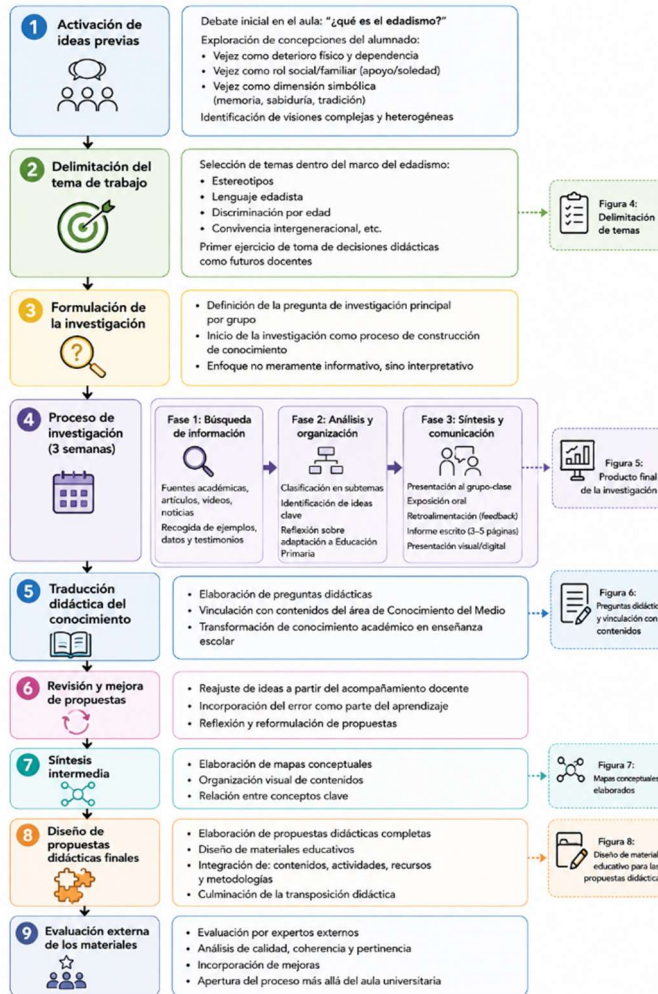 1
Activación de
ideas previas
Debate inicial en el aula: “¿qué es el edadismo?”
Exploración de concepciones del alumnado:
• Vejez como deterioro físico y dependencia
• Vejez como rol social/familiar (apoyo/soledad)
• Vejez como dimensión simbólica
(memoria, sabiduría, tradición)
Identificación de visiones complejas y heterogéneas
2
Delimitación del
tema de trabajo
Selección de temas dentro del marco del edadismo:
• Estereotipos
• Lenguaje edadista
• Discriminación por edad
• Convivencia intergeneracional, etc.
Primer ejercicio de toma de decisiones didácticas
como futuros docentes
Figura 4:
Delimitación
de temas
3
Formulación de
la investigación
?
• Definición de la pregunta de investigación principal
por grupo
• Inicio de la investigación como proceso de construcción
de conocimiento
• Enfoque no meramente informativo, sino interpretativo
4
Proceso de
investigación
(3 semanas)
Fase 1: Búsqueda
de información
Fuentes académicas,
artículos, vídeos,
noticias
Recogida de ejemplos,
datos y testimonios
Fase 2: Análisis y
organización
Clasificación en subtemas
Identificación de ideas
clave
Reflexión sobre
adaptación a Educación
Primaria
Fase 3: Síntesis y
comunicación
Presentación al grupo-clase
Exposición oral
Retroalimentación (feedback)
Informe escrito (3–5 páginas)
Presentación visual/digital
Figura 5:
Producto final
de la investigación
5
Traducción
didáctica del
conocimiento
• Elaboración de preguntas didácticas
• Vinculación con contenidos del área de Conocimiento del Medio
• Transformación de conocimiento académico en enseñanza
escolar
Figura 6:
Preguntas didáctic
y vinculación con
contenidos
6
Revisión y mejora
de propuestas
• Reajuste de ideas a partir del acompañamiento docente
• Incorporación del error como parte del aprendizaje
• Reflexión y reformulación de propuestas
7
Síntesis
intermedia
• Elaboración de mapas conceptuales
• Organización visual de contenidos
• Relación entre conceptos clave
Figura 7:
Mapas conceptuales
elaborados
8
Diseño de
propuestas
didácticas finales
• Elaboración de propuestas didácticas completas
• Diseño de materiales educativos
• Integración de: contenidos, actividades, recursos
y metodologías
• Culminación de la transposición didáctica
Figura 8:
Diseño de material
educativo para las
propuestas didáctica
9
Evaluación externa
de los materiales
• Evaluación por expertos externos
• Análisis de calidad, coherencia y pertinencia
• Incorporación de mejoras
• Apertura del proceso más allá del aula universitaria